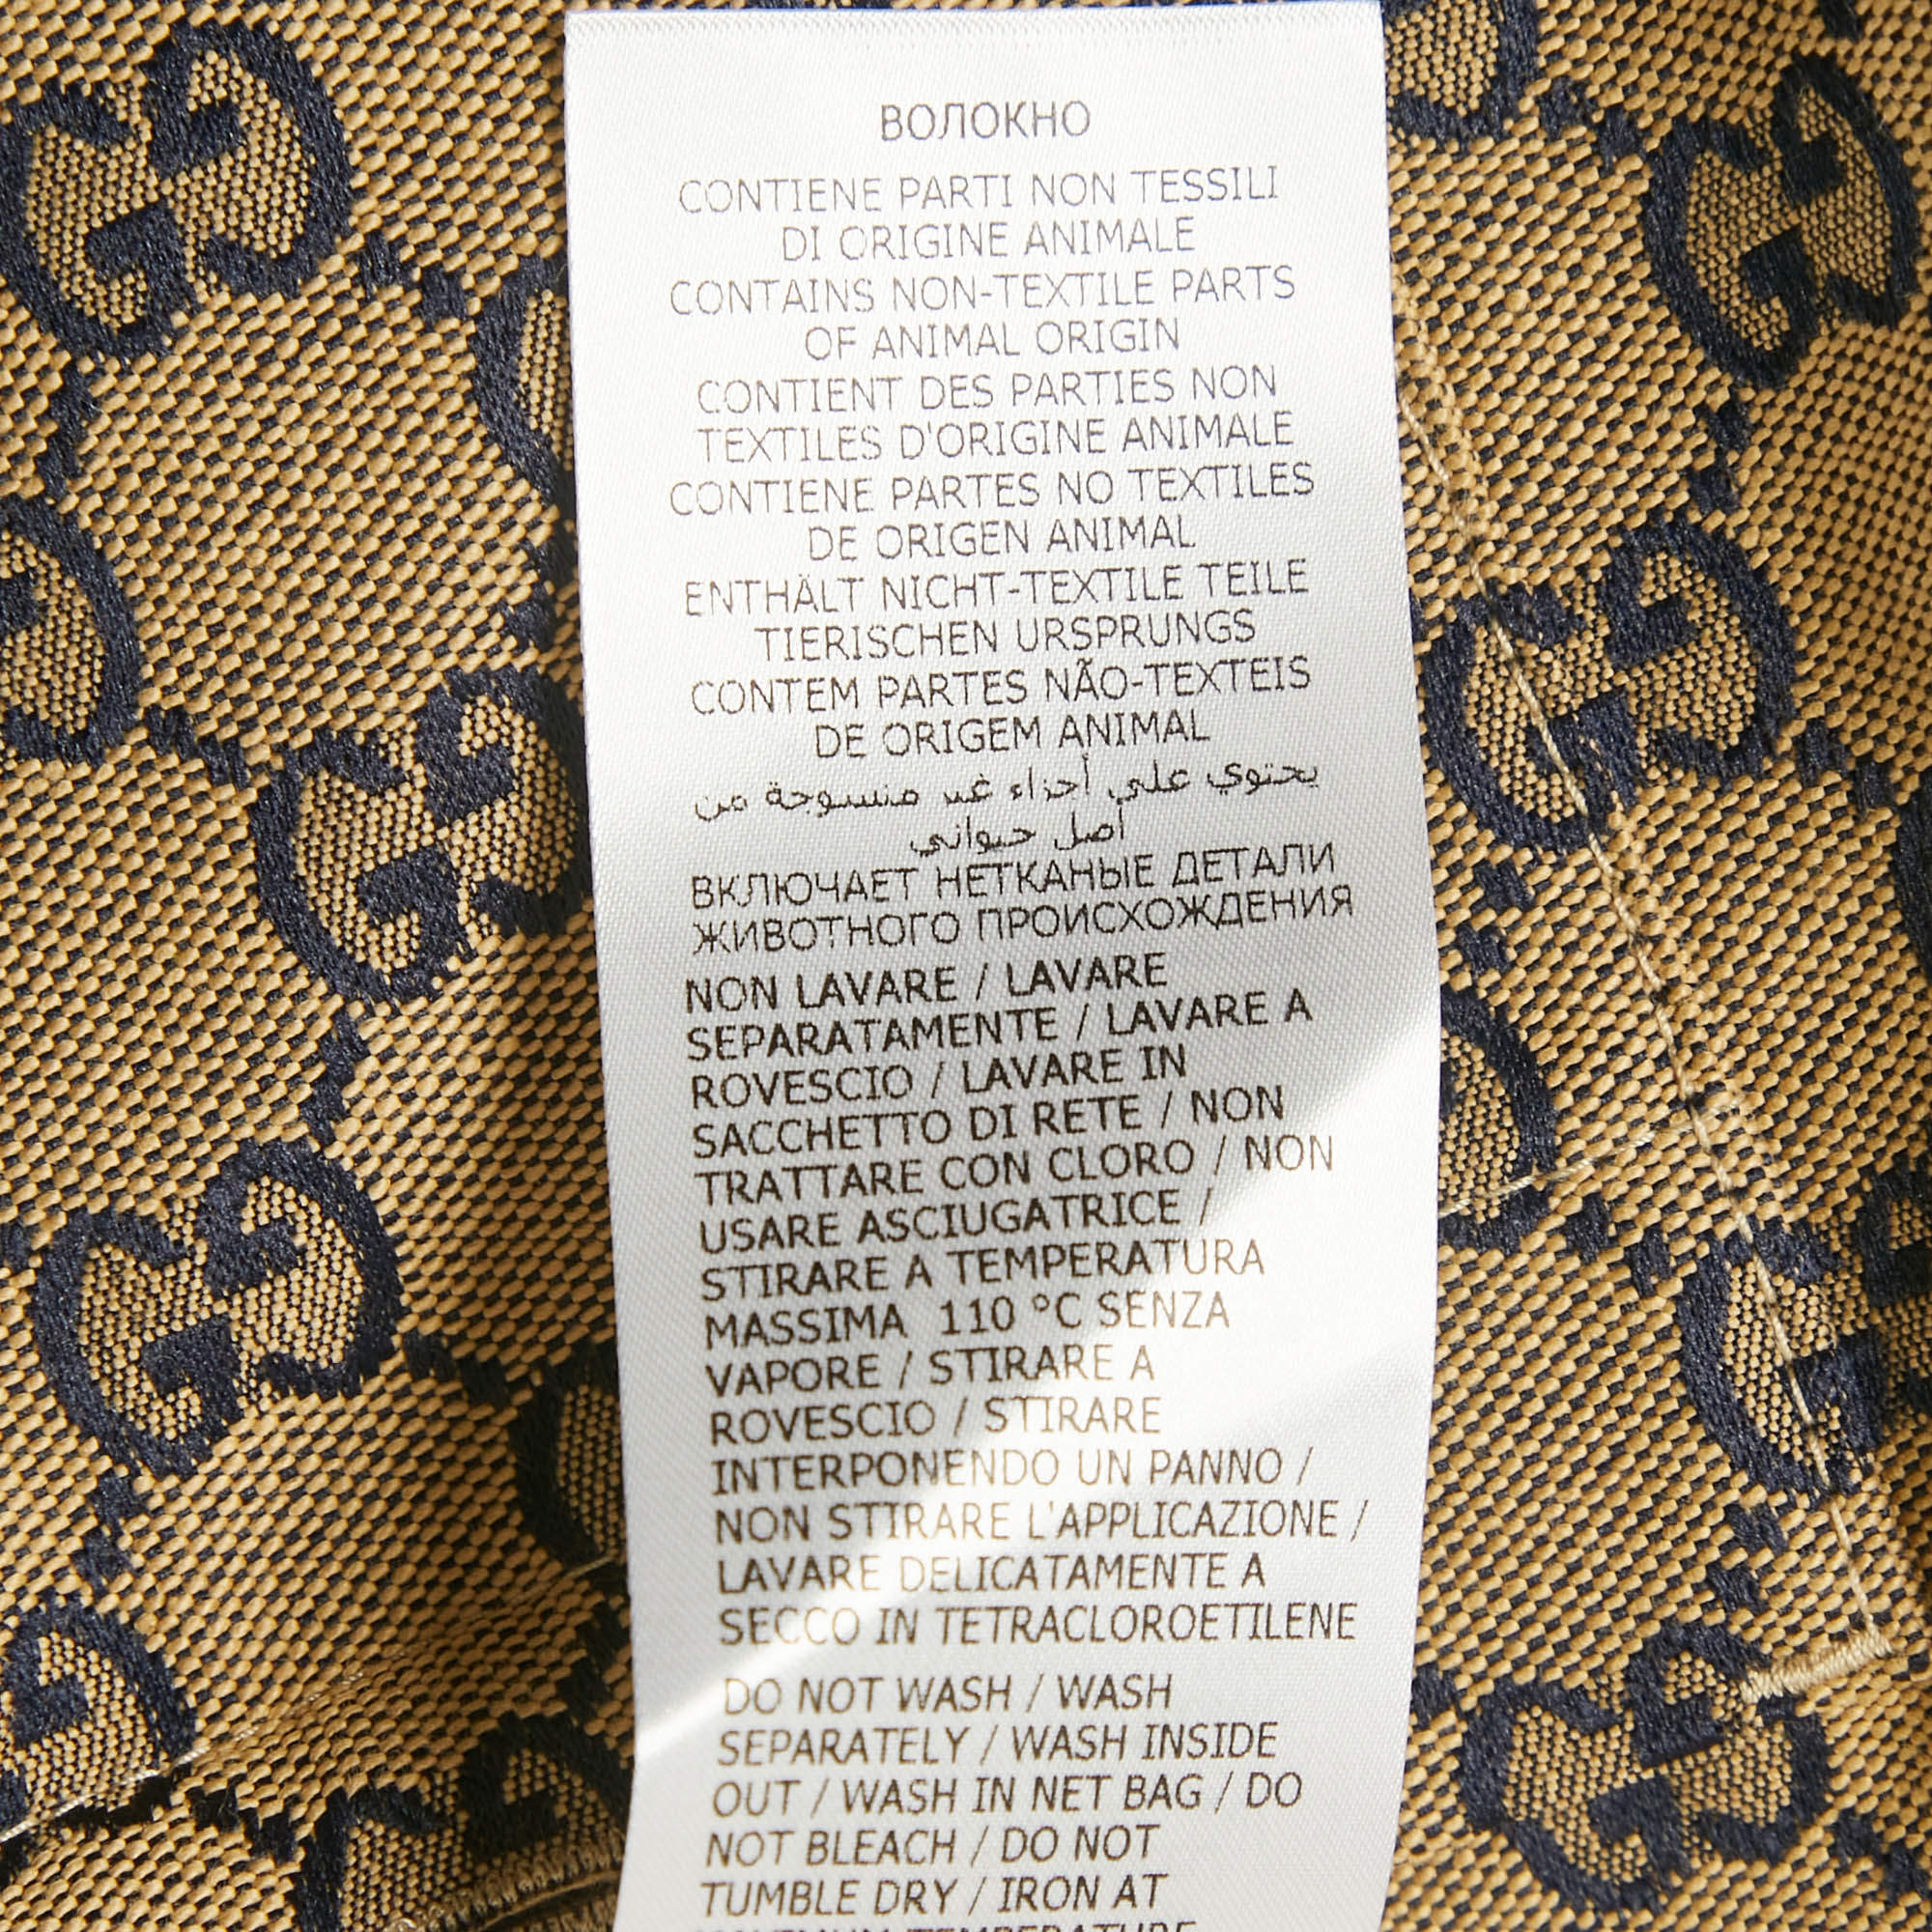 ВОЛОКНО
CONTIENE PARTI NON TESSILI
DI ORIGINE ANIMALE
CONTAINS NON-TEXTILE PARTS
OF ANIMAL ORIGIN
CONTIENT DES PARTIES NON
TEXTILES D'ORIGINE ANIMALE
CONTIENE PARTES NO TEXTILES
DE ORIGEN ANIMAL
ENTHÄLT NICHT-TEXTILE TEILE
TIERISCHEN URSPRUNGS
CONTEM PARTES NÃO-TEXTEIS
DE ORIGEM ANIMAL
يحتوي علي أجزاء غير منسوجة من
أصل حيواني
ВКЛЮЧАЕТ НЕТКАНЫЕ ДЕТАЛИ
ЖИВОТНОГО ПРОИСХОЖДЕНИЯ
NON LAVARE / LAVARE
SEPARATAMENTE / LAVARE A
ROVESCIO / LAVARE IN
SACCHETTO DI RETE / NON
TRATTARE CON CLORO / NON
USARE ASCIUGATRICE /
STIRARE A TEMPERATURA
MASSIMA 110 °C SENZA
VAPORE / STIRARE A
ROVESCIO / STIRARE
INTERPONENDO UN PANNO /
NON STIRARE L'APPLICAZIONE /
LAVARE DELICATAMENTE A
SECCO IN TETRACLOROETILENE
DO NOT WASH / WASH
SEPARATELY / WASH INSIDE
OUT / WASH IN NET BAG / DO
NOT BLEACH / DO NOT
TUMBLE DRY / IRON AT
MAXIMUM TEMPERATURE